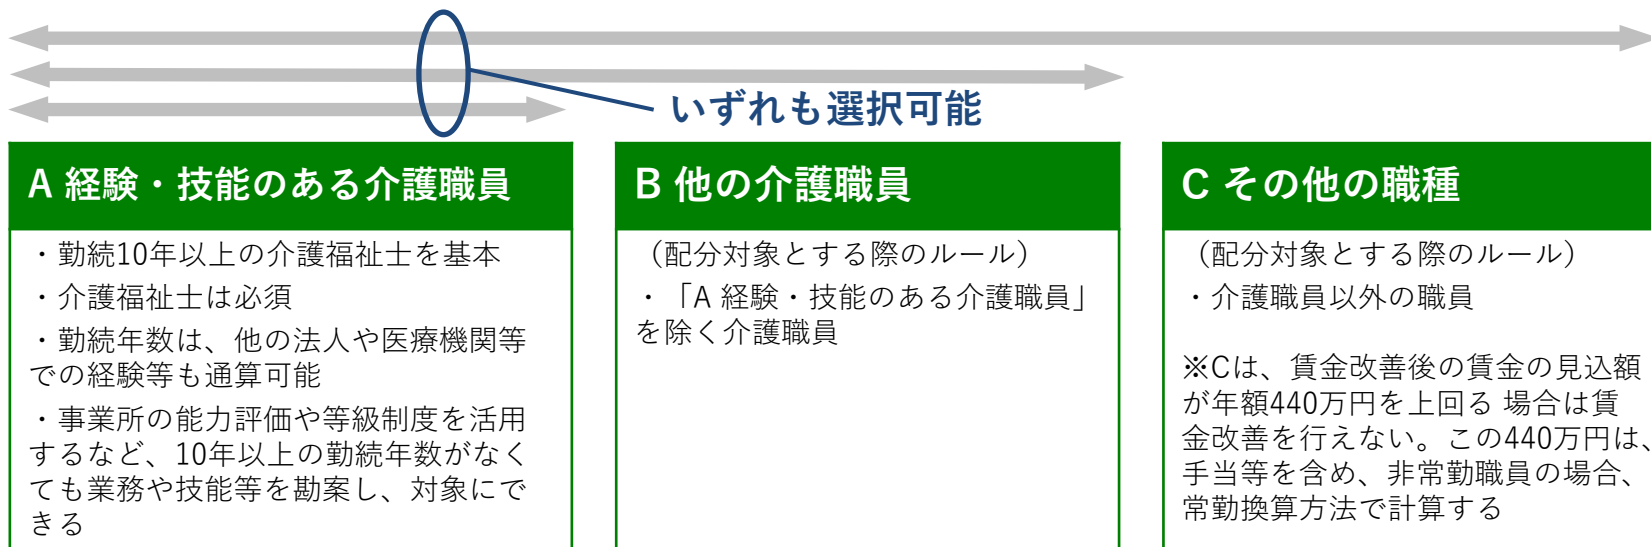 いずれも選択可能
A 経験・技能のある介護職員
・勤続10年以上の介護福祉士を基本
・介護福祉士は必須
・勤続年数は、他の法人や医療機関等
での経験等も通算可能
・事業所の能力評価や等級制度を活用
するなど、10年以上の勤続年数がなく
ても業務や技能等を勘案し、対象にで
きる
B 他の介護職員
（配分対象とする際のルール）
・「A 経験・技能のある介護職員」
を除く介護職員
C その他の職種
（配分対象とする際のルール）
・介護職員以外の職員
※Cは、賃金改善後の賃金の見込額
が年額440万円を上回る 場合は賃
金改善を行えない。この440万円は、
手当等を含め、非常勤職員の場合、
常勤換算方法で計算する